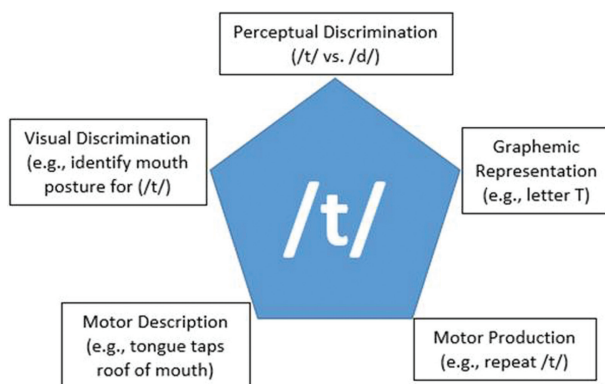 Perceptual Discrimination
(/t/ vs. /d/)
Visual Discrimination
(e.g., identify mouth
posture for (/t/)
Graphemic
Representation
(e.g., letter T)
/t/
Motor Description
(e.g., tongue taps
roof of mouth)
Motor Production
(e.g., repeat /t/)